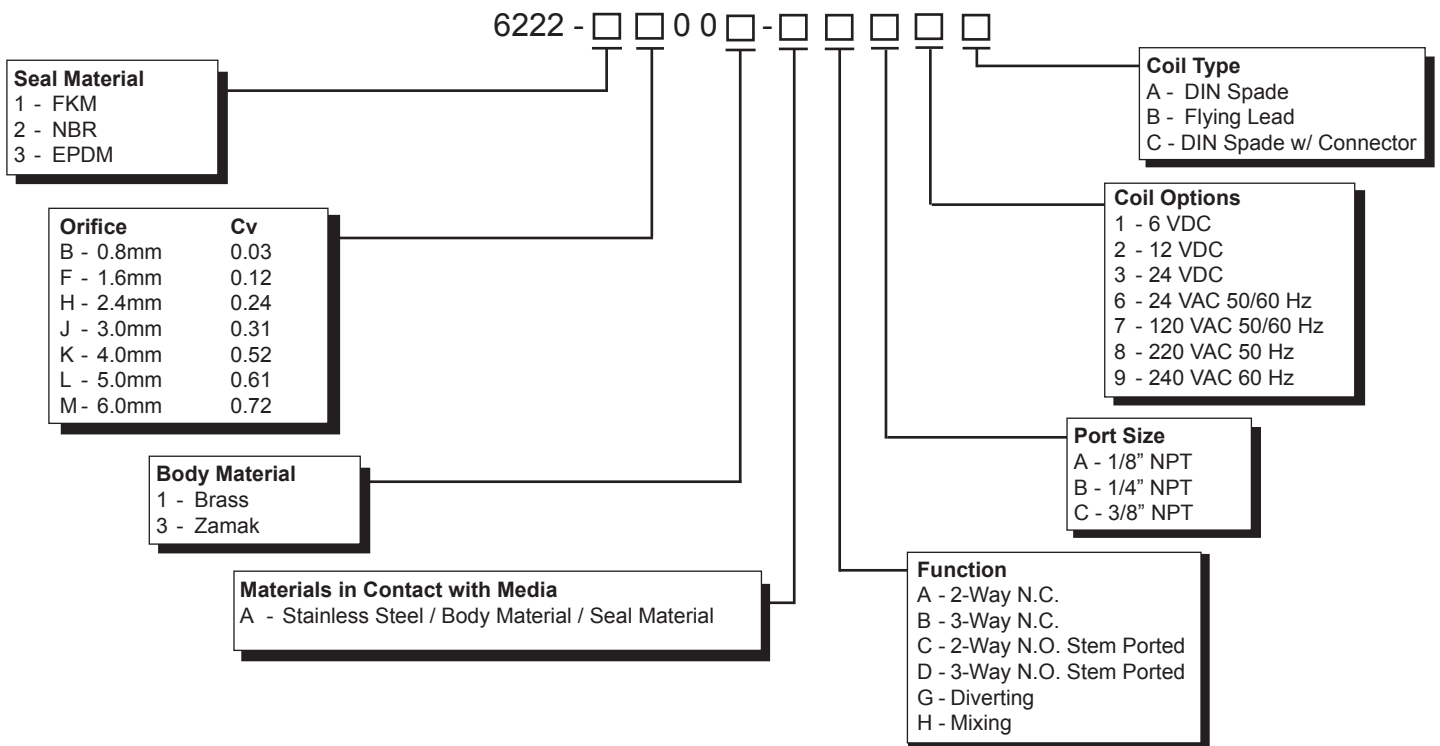 6222 - □ □ 0 0 □ - □ □ □ □ □
Seal Material
1 - FKM
2 - NBR
3 - EPDM
Orifice Cv
B - 0.8mm 0.03
F - 1.6mm 0.12
H - 2.4mm 0.24
J - 3.0mm 0.31
K - 4.0mm 0.52
L - 5.0mm 0.61
M - 6.0mm 0.72
Body Material
1 - Brass
3 - Zamak
Materials in Contact with Media
A - Stainless Steel / Body Material / Seal Material
Coil Type
A - DIN Spade
B - Flying Lead
C - DIN Spade w/ Connector
Coil Options
1 - 6 VDC
2 - 12 VDC
3 - 24 VDC
6 - 24 VAC 50/60 Hz
7 - 120 VAC 50/60 Hz
8 - 220 VAC 50 Hz
9 - 240 VAC 60 Hz
Port Size
A - 1/8” NPT
B - 1/4” NPT
C - 3/8” NPT
Function
A - 2-Way N.C.
B - 3-Way N.C.
C - 2-Way N.O. Stem Ported
D - 3-Way N.O. Stem Ported
G - Diverting
H - Mixing